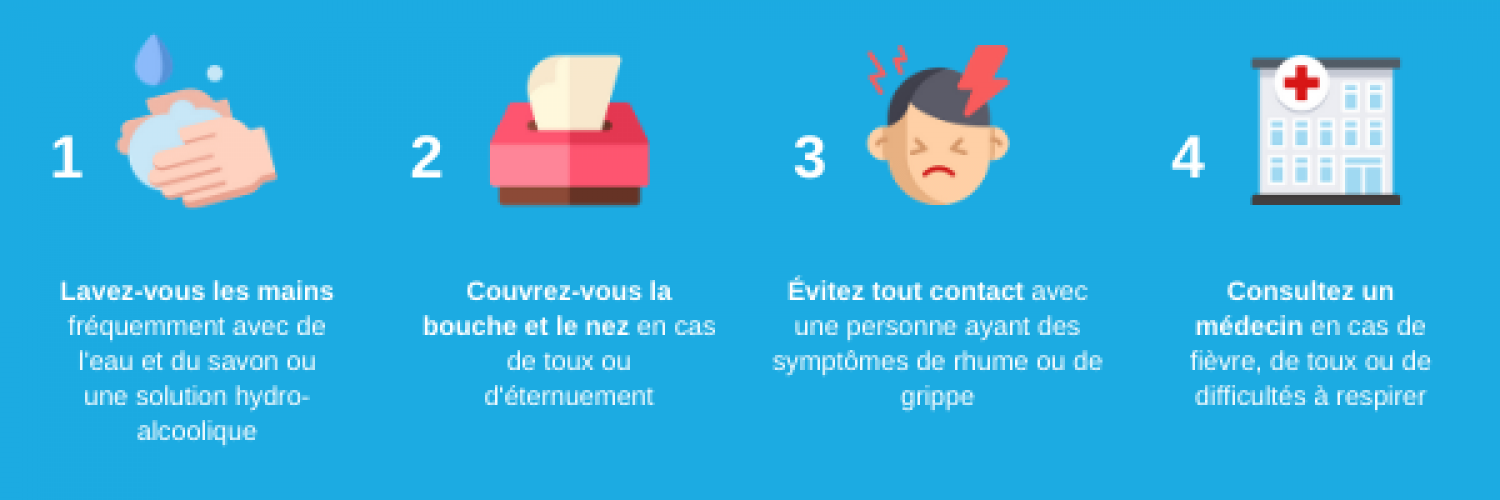 1
Lavez-vous les mains
fréquemment avec de
l'eau et du savon ou
une solution hydro-
alcoolique
2
Couvrez-vous la
bouche et le nez en cas
de toux ou
d'éternuement
3
Évitez tout contact avec
une personne ayant des
symptômes de rhume ou de
grippe
4
Consultez un
médecin en cas de
fièvre, de toux ou de
difficultés à respirer